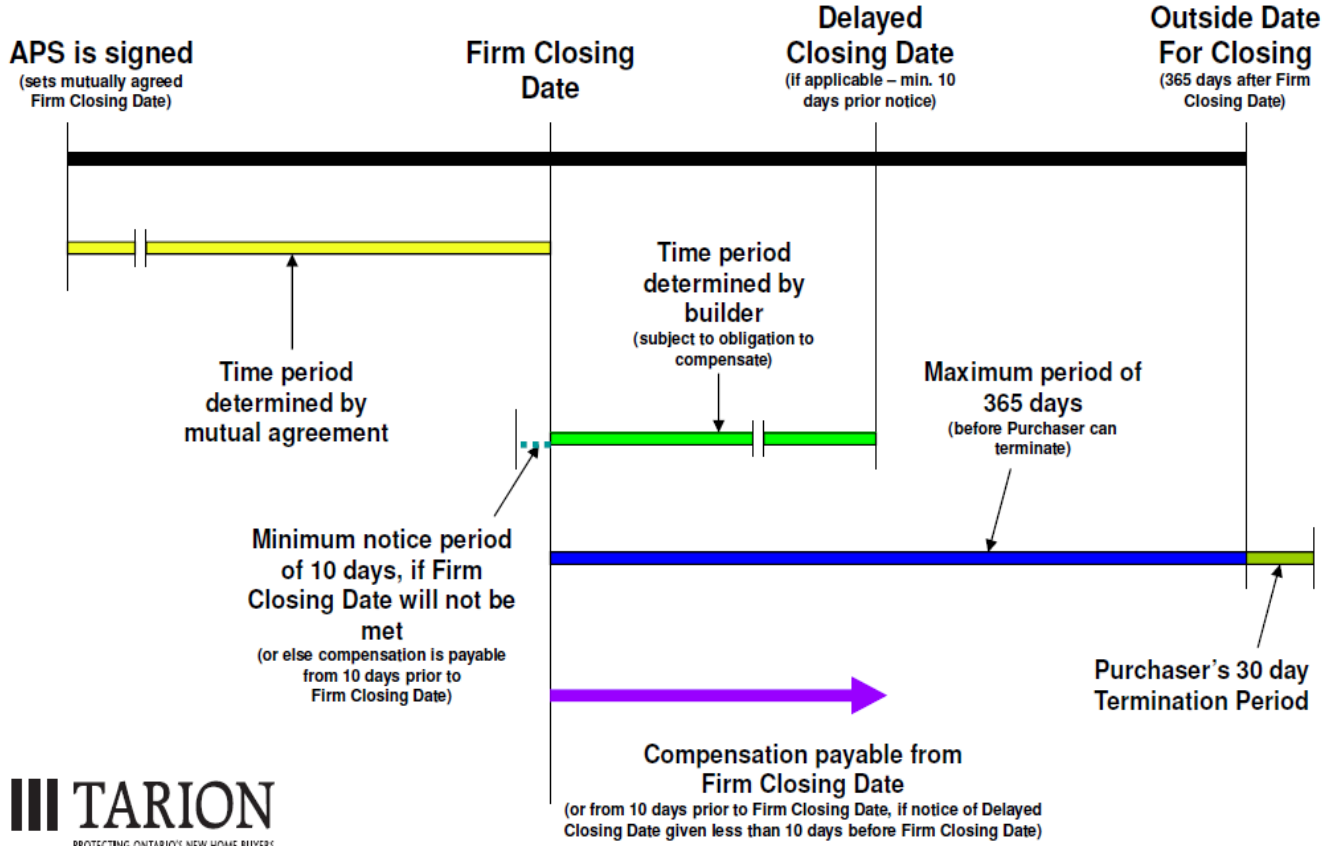 APS is signed
(sets mutually agreed
Firm Closing Date)
Firm Closing
Date
Delayed
Closing Date
(if applicable – min. 10
days prior notice)
Outside Date
For Closing
(365 days after Firm
Closing Date)
Time period
determined by
mutual agreement
Time period
determined by
builder
(subject to obligation to
compensate)
Maximum period of
365 days
(before Purchaser can
terminate)
Minimum notice period
of 10 days, if Firm
Closing Date will not be
met
(or else compensation is payable
from 10 days prior to
Firm Closing Date)
Purchaser's 30 day
Termination Period
Compensation payable from
Firm Closing Date
(or from 10 days prior to Firm Closing Date, if notice of Delayed
Closing Date given less than 10 days before Firm Closing Date)
TARION
PROTECTING ONTARIO'S NEW HOME BUYERS